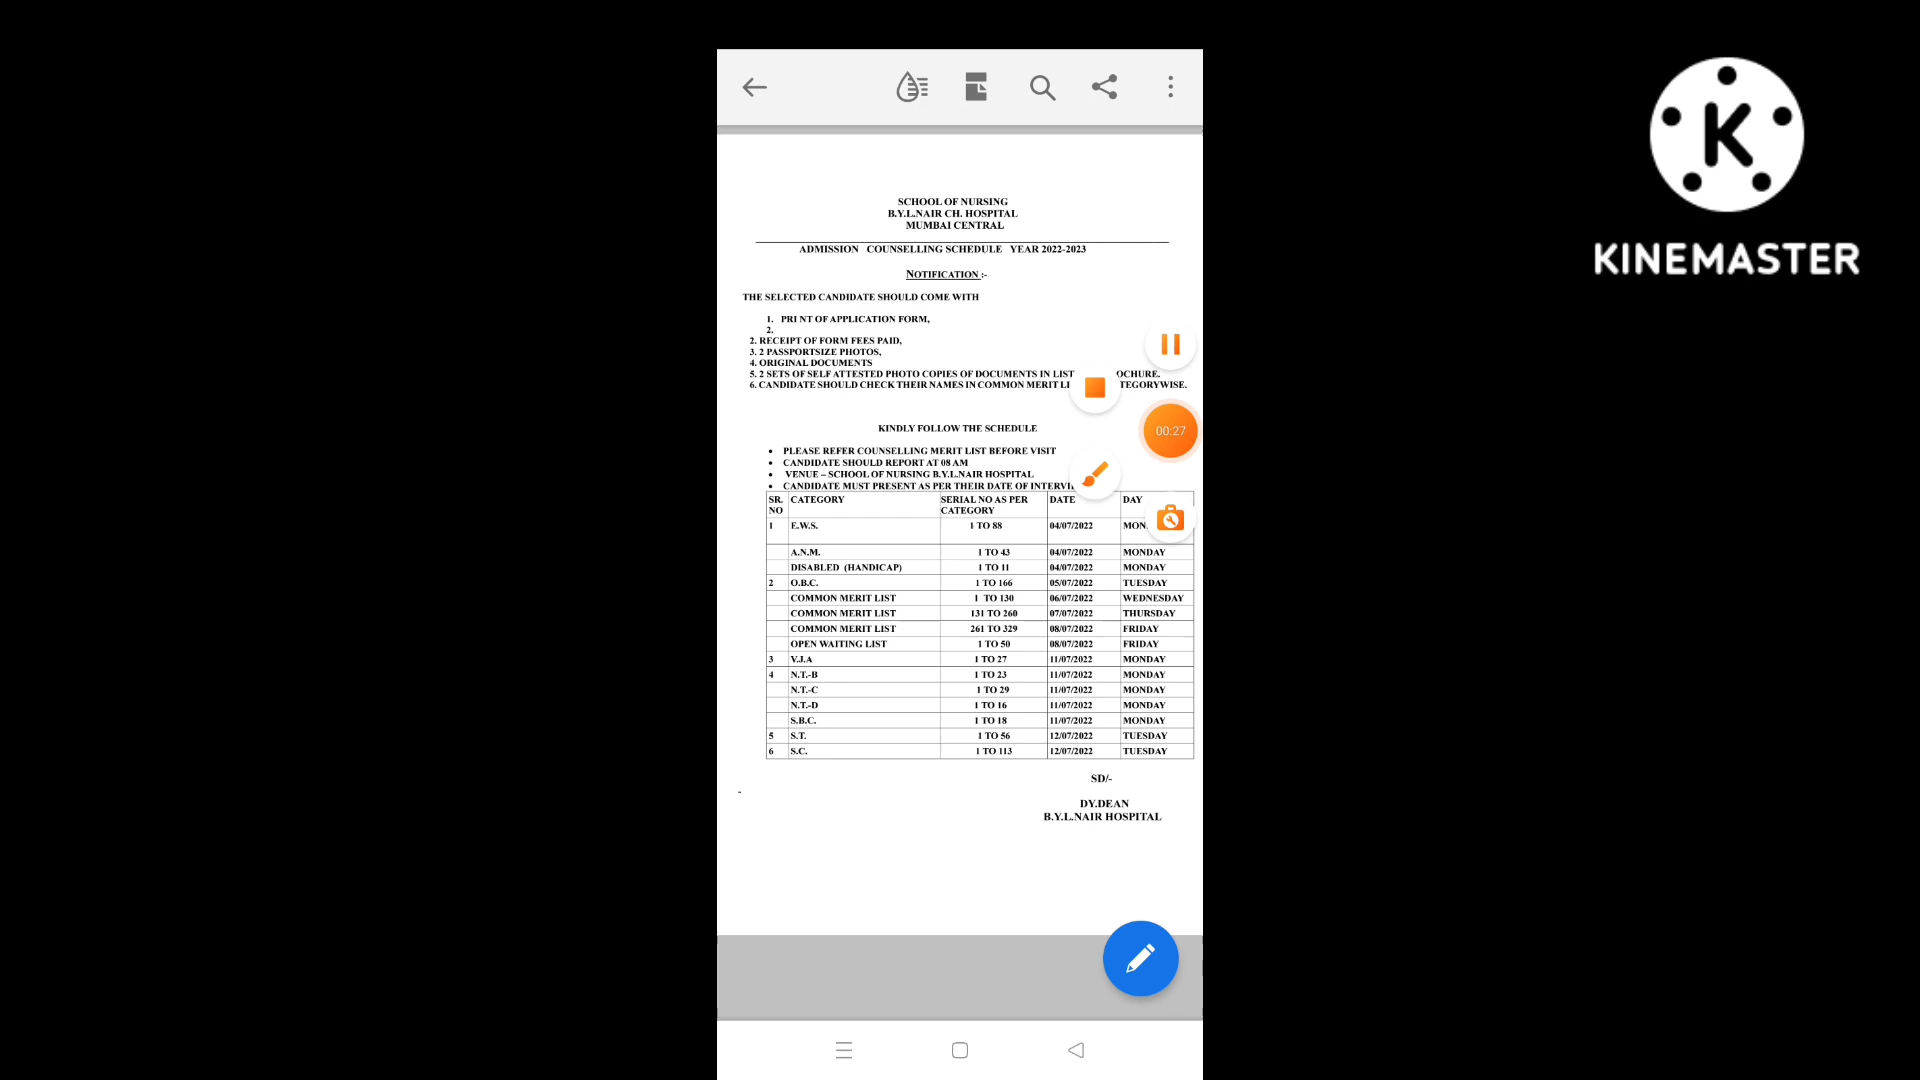 KINEMASTER
SCHOOL OF NURSING
B.Y.L.NAIR CH. HOSPITAL
MUMBAI CENTRAL
ADMISSION COUNSELLING SCHEDULE YEAR 2022-2023
NOTIFICATION :-
THE SELECTED CANDIDATE SHOULD COME WITH
1. PRI NT OF APPLICATION FORM,
2.
2. RECEIPT OF FORM FEES PAID,
3. 2 PASSPORTSIZE PHOTOS,
4. ORIGINAL DOCUMENTS
5. 2 SETS OF SELF ATTESTED PHOTO COPIES OF DOCUMENTS IN LIST OCHURE.
6. CANDIDATE SHOULD CHECK THEIR NAMES IN COMMON MERIT LI TEGORYWISE.
00:27
KINDLY FOLLOW THE SCHEDULE
• PLEASE REFER COUNSELLING MERIT LIST BEFORE VISIT
• CANDIDATE SHOULD REPORT AT 08 AM
• VENUE – SCHOOL OF NURSING B.Y.L.NAIR HOSPITAL
• CANDIDATE MUST PRESENT AS PER THEIR DATE OF INTERVI
SR. NO CATEGORY SERIAL NO AS PER CATEGORY DATE DAY
1 E.W.S. 1 TO 88 04/07/2022 MON
A.N.M. 1 TO 43 04/07/2022 MONDAY
DISABLED (HANDICAP) 1 TO 11 04/07/2022 MONDAY
2 O.B.C. 1 TO 166 05/07/2022 TUESDAY
COMMON MERIT LIST 1 TO 130 06/07/2022 WEDNESDAY
COMMON MERIT LIST 131 TO 260 07/07/2022 THURSDAY
COMMON MERIT LIST 261 TO 329 08/07/2022 FRIDAY
OPEN WAITING LIST 1 TO 50 08/07/2022 FRIDAY
3 V.J.A 1 TO 27 11/07/2022 MONDAY
4 N.T.-B 1 TO 23 11/07/2022 MONDAY
N.T.-C 1 TO 29 11/07/2022 MONDAY
N.T.-D 1 TO 16 11/07/2022 MONDAY
S.B.C. 1 TO 18 11/07/2022 MONDAY
5 S.T. 1 TO 56 12/07/2022 TUESDAY
6 S.C. 1 TO 113 12/07/2022 TUESDAY
SD/-
-
DY.DEAN
B.Y.L.NAIR HOSPITAL